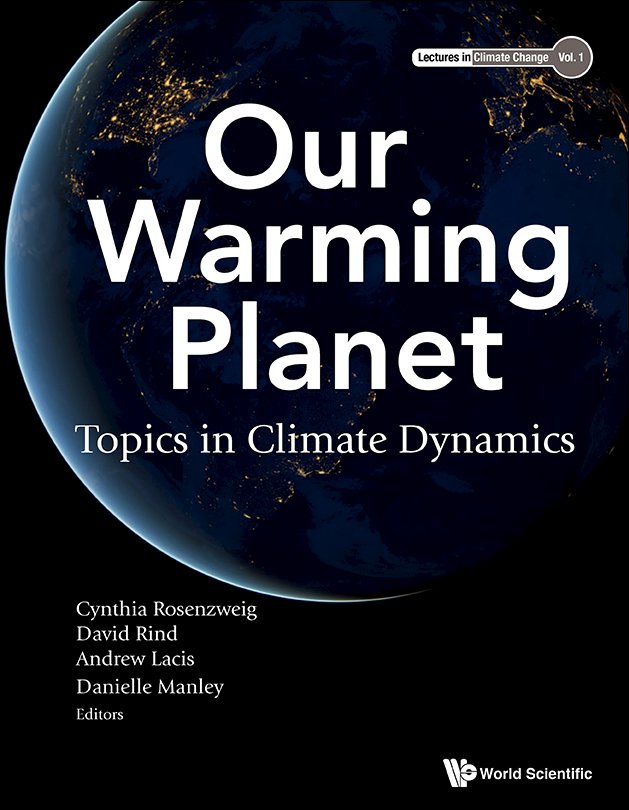 Lectures in Climate Change Vol. 1
Our
Warming
Planet
Topics in Climate Dynamics
Cynthia Rosenzweig
David Rind
Andrew Lacis
Danielle Manley
Editors
World Scientific